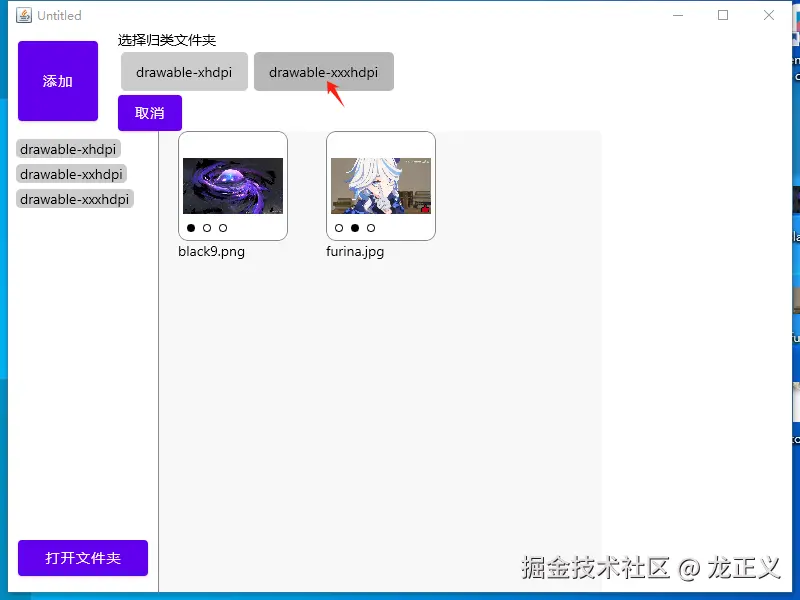 Untitled
选择归类文件夹
添加
drawable-xhdpi
drawable-xxxhdpi
取消
drawable-xhdpi
drawable-xxhdpi
drawable-xxxhdpi
black9.png
furina.jpg
打开文件夹
掘金技术社区 @ 龙正义